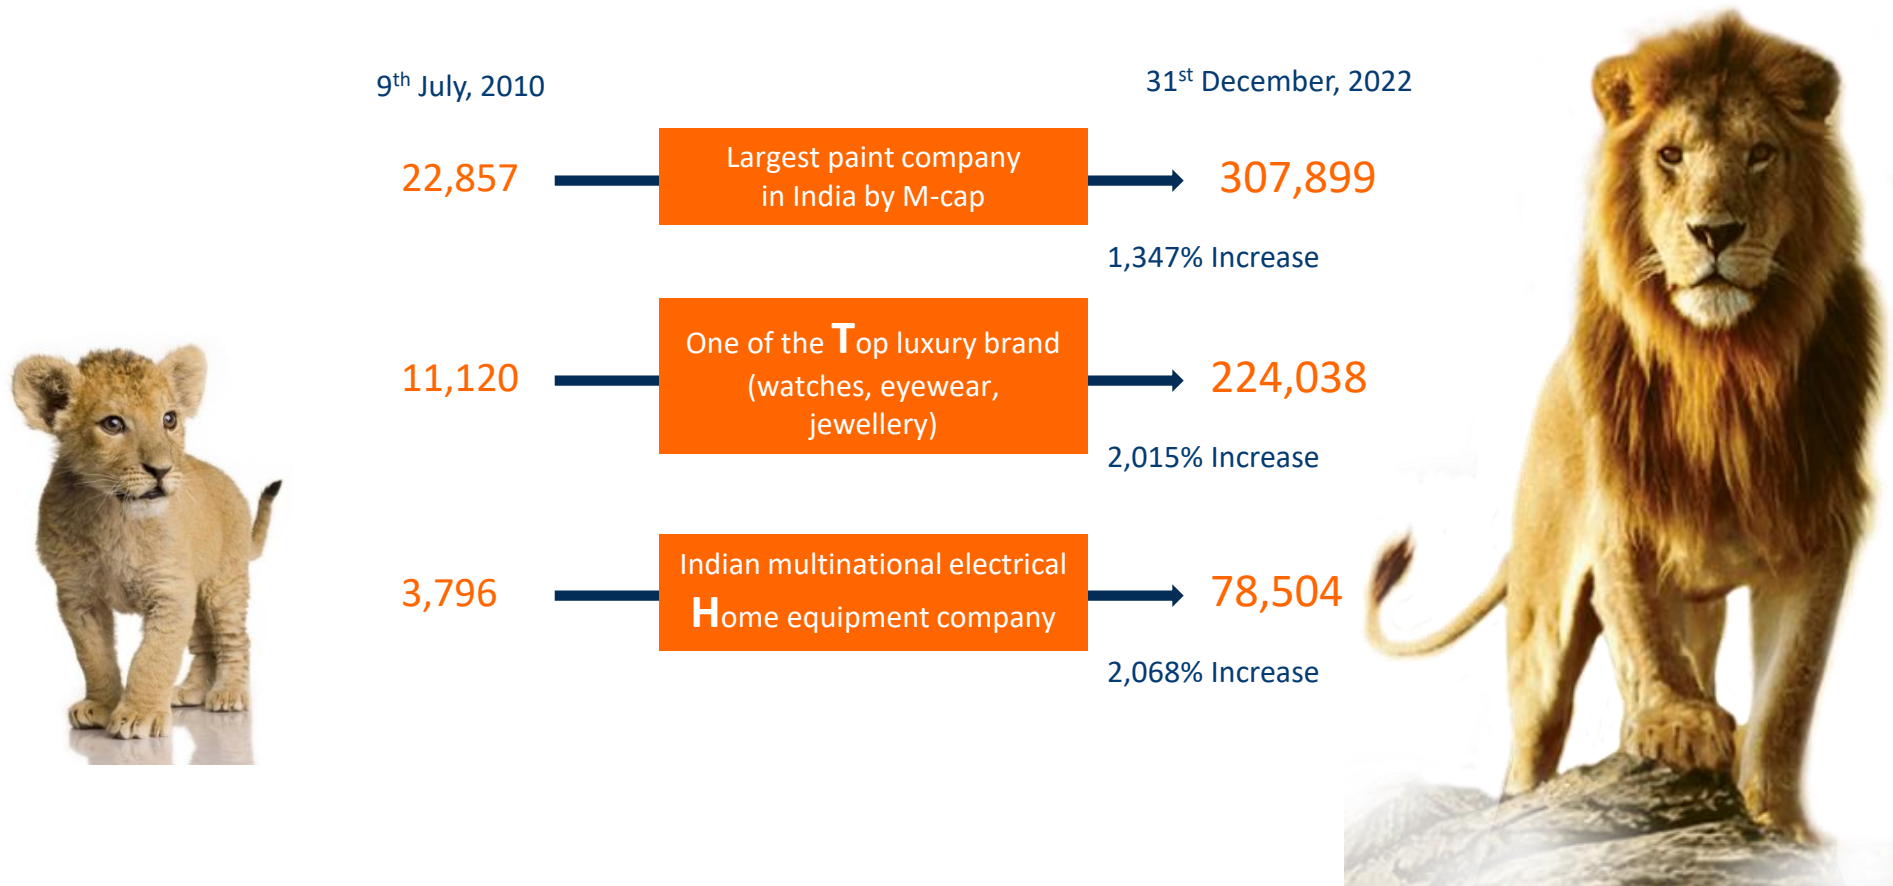 9th July, 2010
31st December, 2022
22,857
Largest paint company
in India by M-cap
307,899
1,347% Increase
11,120
One of the Top luxury brand
(watches, eyewear,
jewellery)
224,038
2,015% Increase
3,796
Indian multinational electrical
Home equipment company
78,504
2,068% Increase